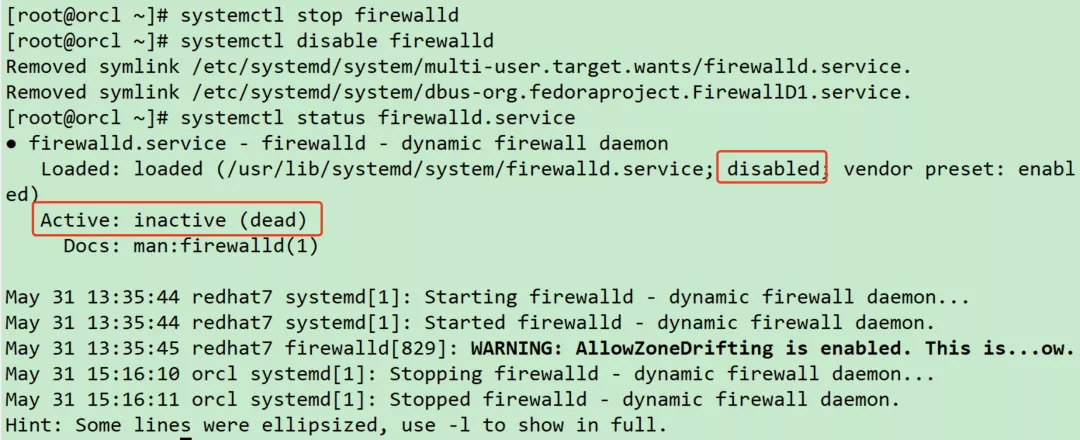 [root@orcl ~]# systemctl stop firewalld
[root@orcl ~]# systemctl disable firewalld
Removed symlink /etc/systemd/system/multi-user.target.wants/firewalld.service.
Removed symlink /etc/systemd/system/dbus-org.fedoraproject.FirewallD1.service.
[root@orcl ~]# systemctl status firewalld.service
● firewalld.service - firewalld - dynamic firewall daemon
   Loaded: loaded (/usr/lib/systemd/system/firewalld.service; disabled; vendor preset: enabl
ed)
   Active: inactive (dead)
     Docs: man:firewalld(1)

May 31 13:35:44 redhat7 systemd[1]: Starting firewalld - dynamic firewall daemon...
May 31 13:35:44 redhat7 systemd[1]: Started firewalld - dynamic firewall daemon.
May 31 13:35:45 redhat7 firewalld[829]: WARNING: AllowZoneDrifting is enabled. This is...ow.
May 31 15:16:10 orcl systemd[1]: Stopping firewalld - dynamic firewall daemon...
May 31 15:16:11 orcl systemd[1]: Stopped firewalld - dynamic firewall daemon.
Hint: Some lines were ellipsized, use -l to show in full.